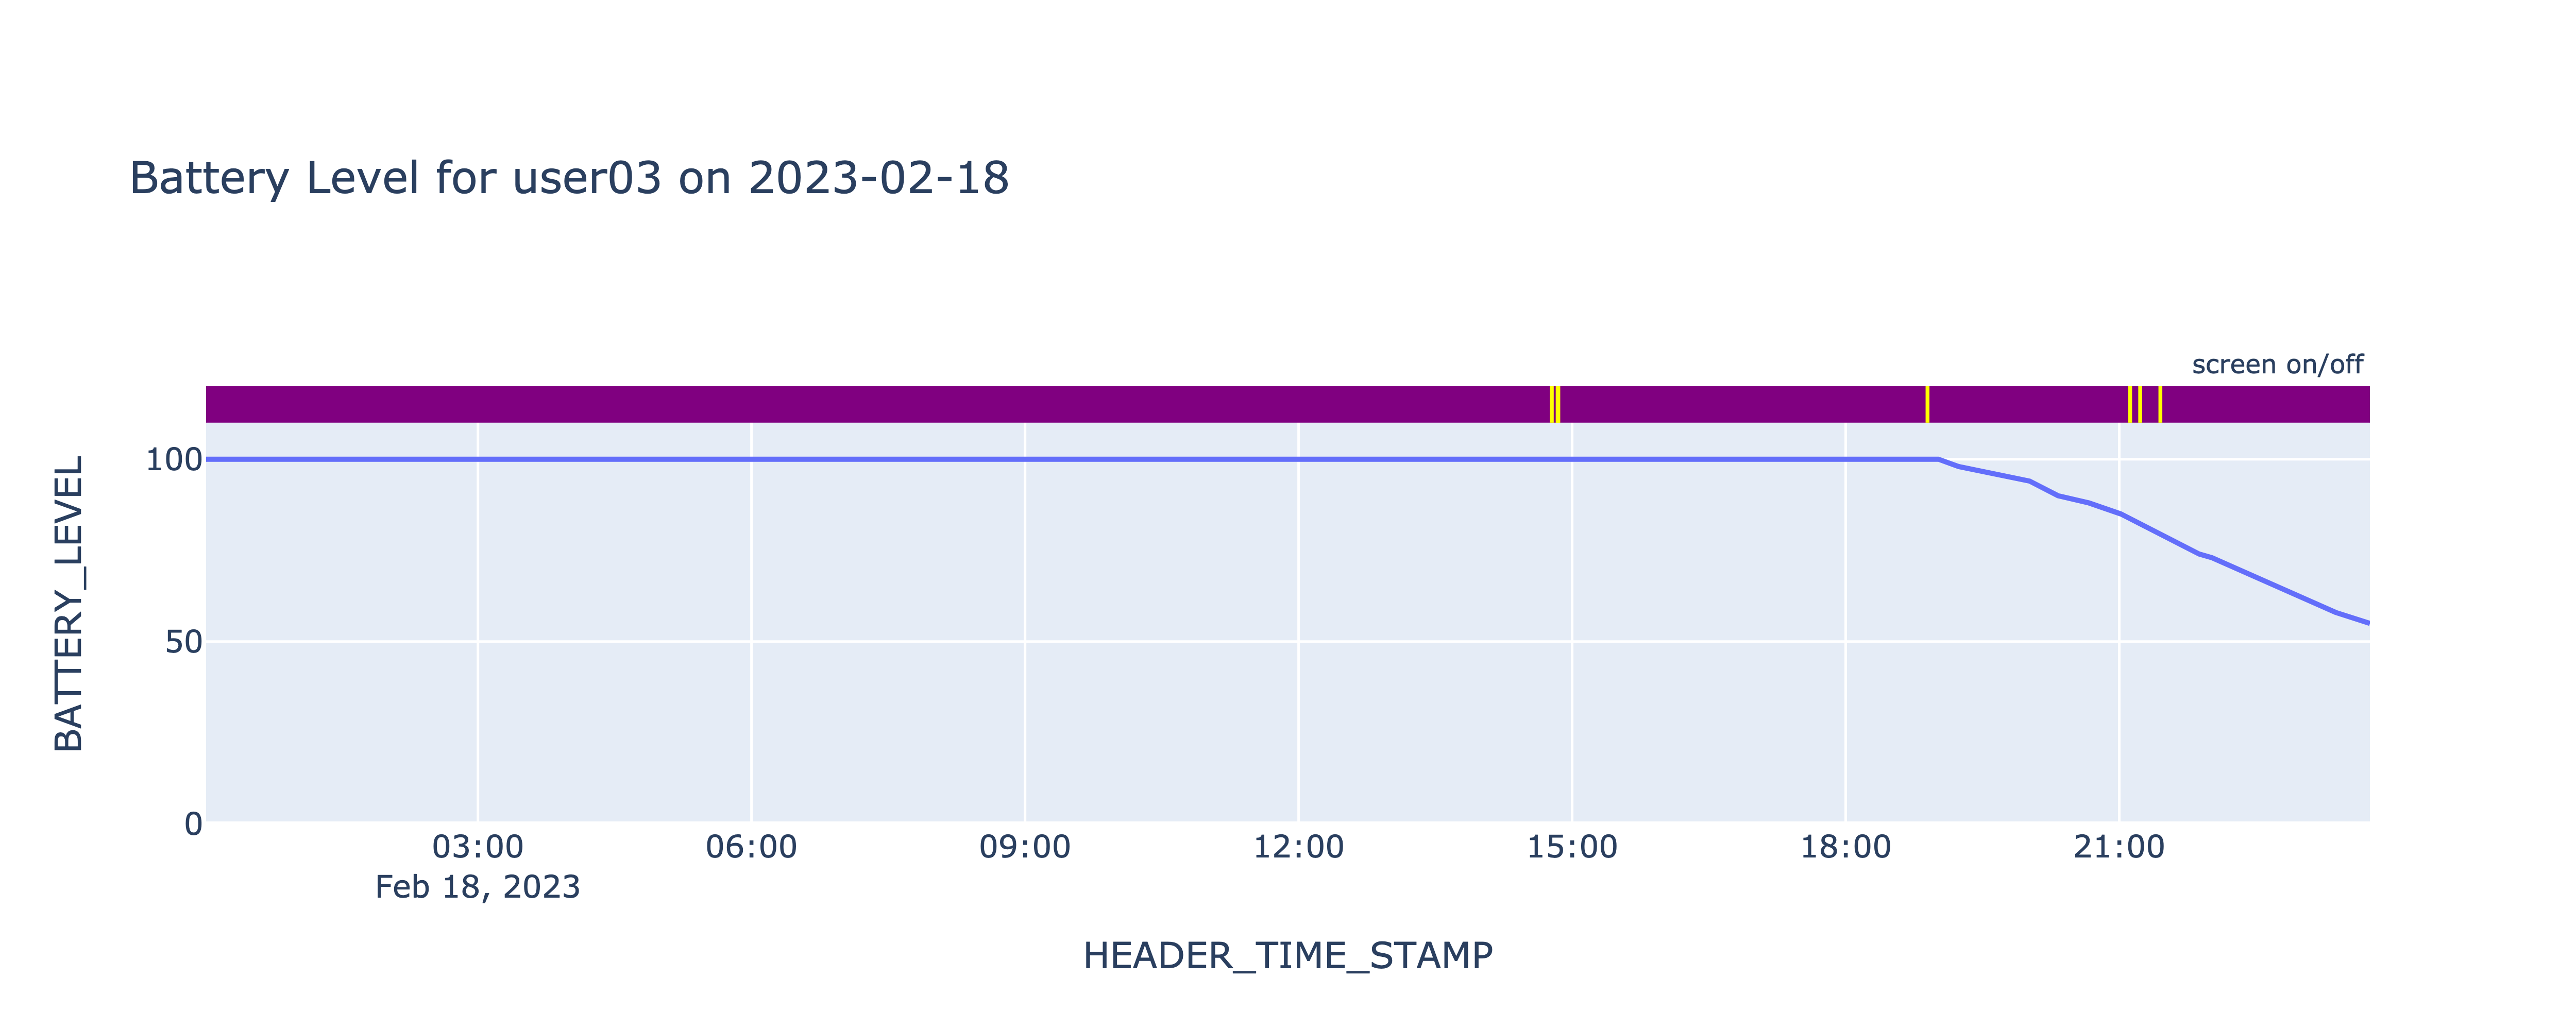 Battery Level for user03 on 2023-02-18
screen on/off
BATTERY_LEVEL
100
50
0
03:00 06:00 09:00 12:00 15:00 18:00 21:00
Feb 18, 2023
HEADER_TIME_STAMP